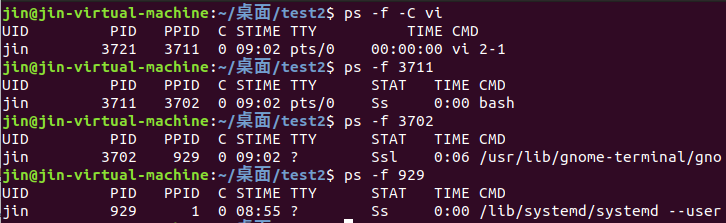 jin@jin-virtual-machine:~/桌面/test2$ ps -f -C vi
UID PID PPID C STIME TTY TIME CMD
jin 3721 3711 0 09:02 pts/0 00:00:00 vi 2-1
jin@jin-virtual-machine:~/桌面/test2$ ps -f 3711
UID PID PPID C STIME TTY STAT TIME CMD
jin 3711 3702 0 09:02 pts/0 Ss 0:00 bash
jin@jin-virtual-machine:~/桌面/test2$ ps -f 3702
UID PID PPID C STIME TTY STAT TIME CMD
jin 3702 929 0 09:02 ? Ssl 0:06 /usr/lib/gnome-terminal/gno
jin@jin-virtual-machine:~/桌面/test2$ ps -f 929
UID PID PPID C STIME TTY STAT TIME CMD
jin 929 1 0 08:55 ? Ss 0:00 /lib/systemd/systemd --user